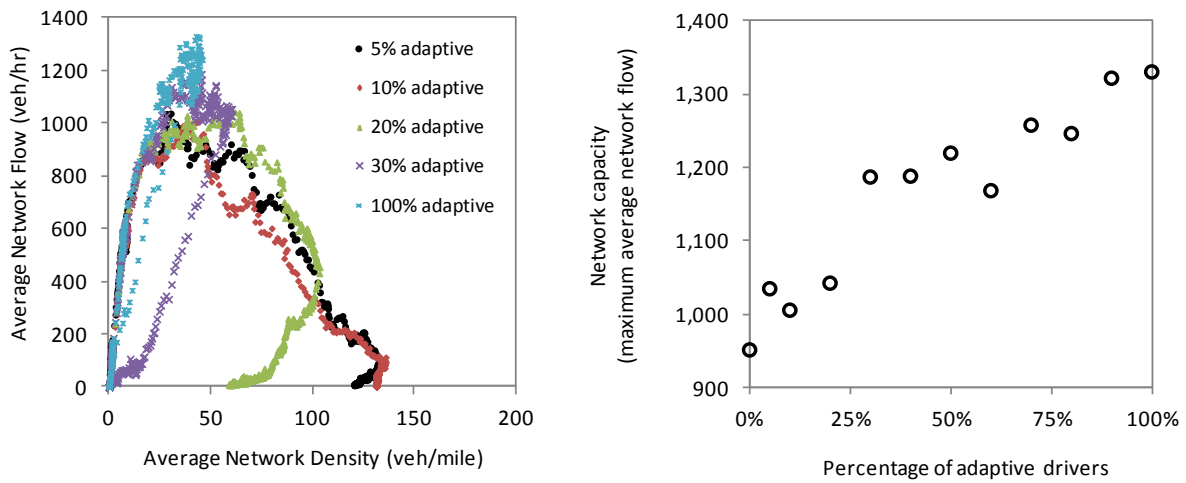 1400
1200
1000
800
600
400
200
0
Average Network Flow (veh/hr)
0 50 100 150 200
Average Network Density (veh/mile)
5% adaptive
10% adaptive
20% adaptive
30% adaptive
100% adaptive
1,400
1,300
1,200
1,100
1,000
900
Network capacity
(maximum average network flow)
0% 25% 50% 75% 100%
Percentage of adaptive drivers